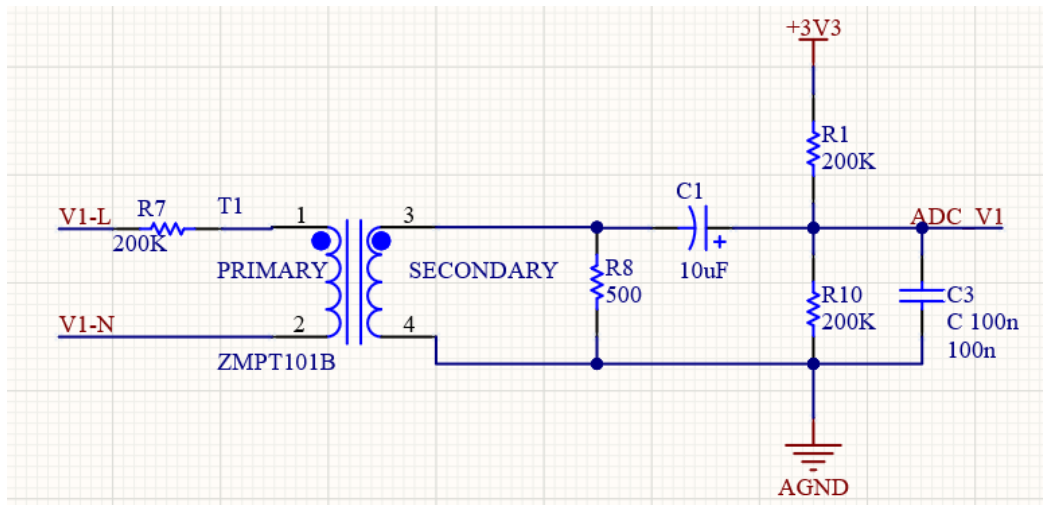 +3V3
R1
200K
V1-L
R7
200K
T1
1
3
C1
+
10uF
ADC_V1
PRIMARY
SECONDARY
R8
500
R10
200K
C3
C 100n
100n
V1-N
2
4
ZMPT101B
AGND